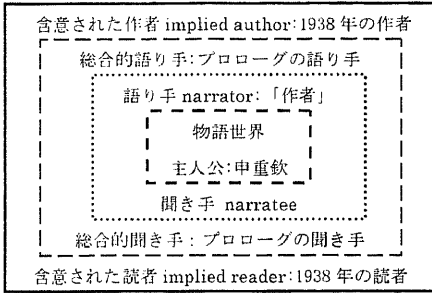 含意された作者 implied author：1938年の作者
総合的語り手：プロローグの語り手
語り手 narrator：「作者」
物語世界
主人公：申重欽
聞き手 narratee
総合的聞き手：プロローグの聞き手
含意された読者 implied reader：1938年の読者